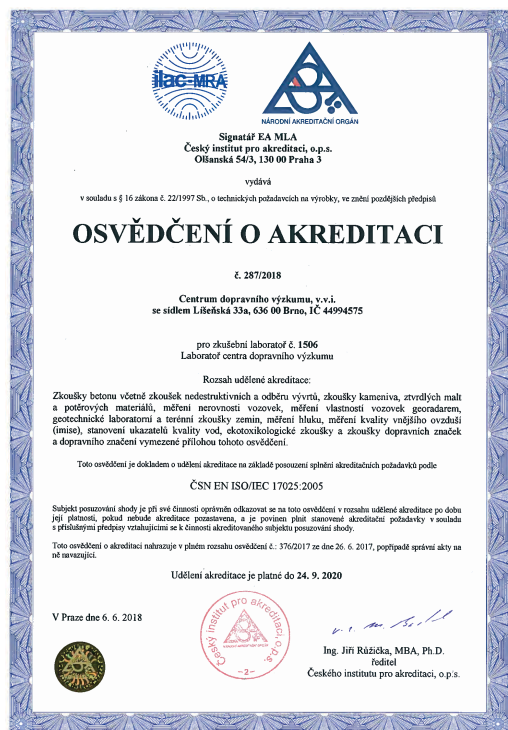 ilac-MRA
NÁRODNÍ AKREDITAČNÍ ORGÁN
Signatář EA MLA
Český institut pro akreditaci, o.p.s.
Olšanská 54/3, 130 00 Praha 3
vydává
v souladu s § 16 zákona č. 22/1997 Sb., o technických požadavcích na výrobky, ve znění pozdějších předpisů
OSVĚDČENÍ O AKREDITACI
č. 287/2018
Centrum dopravního výzkumu, v.v.i.
se sídlem Líšeňská 33a, 636 00 Brno, IČ 44994575
pro zkušební laboratoř č. 1506
Laboratoř centra dopravního výzkumu
Rozsah udělené akreditace:
Zkoušky betonu včetně zkoušek nedestruktivních a odběru vývrtů, zkoušky kameniva, ztvrdlých malt
a potěrových materiálů, měření nerovnosti vozovek, měření vlastností vozovek georadarem,
geotechnické laboratorní a terénní zkoušky zemin, měření hluku, měření kvality vnějšího ovzduší
(imise), stanovení ukazatelů kvality vod, ekotoxikologické zkoušky a zkoušky dopravních značek
a dopravního značení vymezené přílohou tohoto osvědčení.
Toto osvědčení je dokladem o udělení akreditace na základě posouzení splnění akreditačních požadavků podle
ČSN EN ISO/IEC 17025:2005
Subjekt posuzování shody je při své činnosti oprávněn odkazovat se na toto osvědčení v rozsahu udělené akreditace po dobu
její platnosti, pokud nebude akreditace pozastavena, a je povinen plnit stanovené akreditační požadavky v souladu
s příslušnými předpisy vztahujícími se k činnosti akreditovaného subjektu posuzování shody.
Toto osvědčení o akreditaci nahrazuje v plném rozsahu osvědčení č.: 376/2017 ze dne 26. 6. 2017, popřípadě správní akty na
ně navazující.
Udělení akreditace je platné do 24. 9. 2020
V Praze dne 6. 6. 2018
Český institut pro akreditaci, o.p.s.
NÁRODNÍ AKREDITAČNÍ ORGÁN
–2–
Ing. Jiří Růžička, MBA, Ph.D.
ředitel
Českého institutu pro akreditaci, o.p.s.